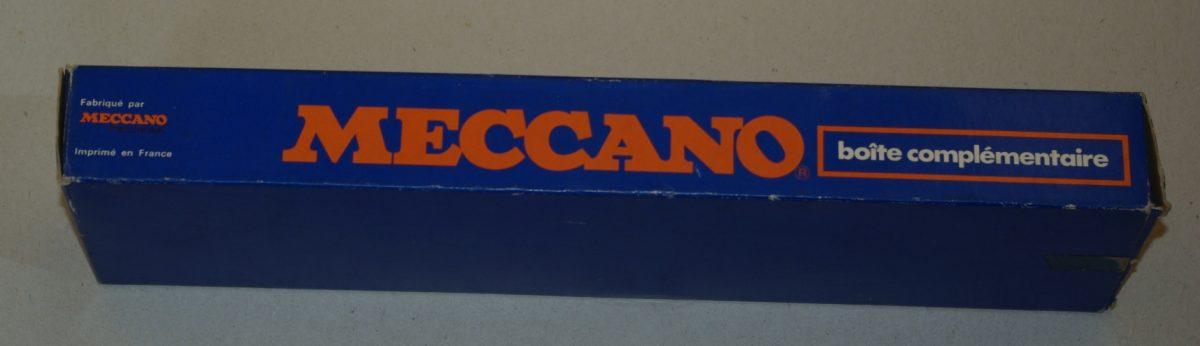 Fabriqué par
MECCANO
Imprimé en France
MECCANO®
boîte complémentaire